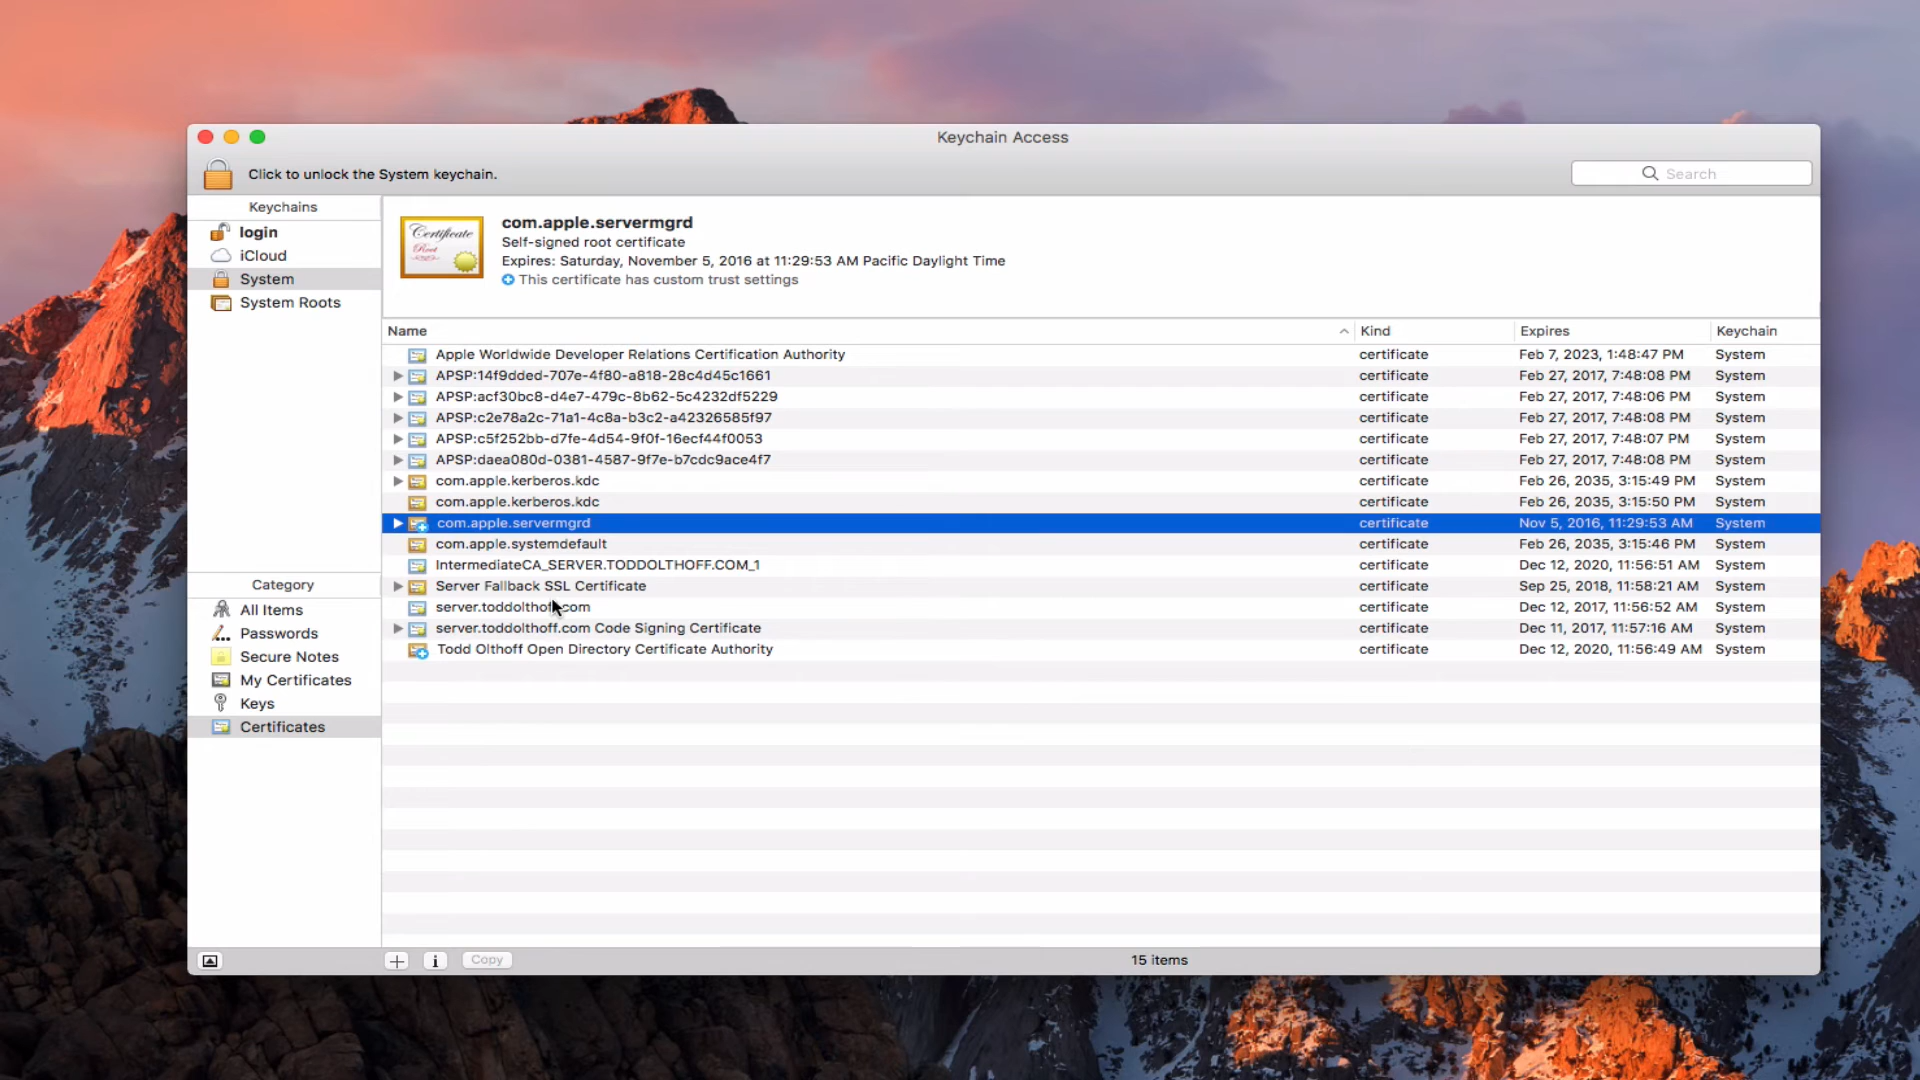 Keychain Access
Click to unlock the System keychain.
Search
Keychains
login
iCloud
System
System Roots
Certificate
Root
com.apple.servermgrd
Self-signed root certificate
Expires: Saturday, November 5, 2016 at 11:29:53 AM Pacific Daylight Time
This certificate has custom trust settings
Name Kind Expires Keychain
Apple Worldwide Developer Relations Certification Authority certificate Feb 7, 2023, 1:48:47 PM System
APSP:14f9dded-707e-4f80-a818-28c4d45c1661 certificate Feb 27, 2017, 7:48:08 PM System
APSP:acf30bc8-d4e7-479c-8b62-5c4232df5229 certificate Feb 27, 2017, 7:48:06 PM System
APSP:c2e78a2c-71a1-4c8a-b3c2-a42326585f97 certificate Feb 27, 2017, 7:48:08 PM System
APSP:c5f252bb-d7fe-4d54-9f0f-16ecf44f0053 certificate Feb 27, 2017, 7:48:07 PM System
APSP:daea080d-0381-4587-9f7e-b7cdc9ace4f7 certificate Feb 27, 2017, 7:48:08 PM System
com.apple.kerberos.kdc certificate Feb 26, 2035, 3:15:49 PM System
com.apple.kerberos.kdc certificate Feb 26, 2035, 3:15:50 PM System
com.apple.servermgrd certificate Nov 5, 2016, 11:29:53 AM System
com.apple.systemdefault certificate Feb 26, 2035, 3:15:46 PM System
IntermediateCA_SERVER.TODDOLTHOFF.COM_1 certificate Dec 12, 2020, 11:56:51 AM System
Server Fallback SSL Certificate certificate Sep 25, 2018, 11:58:21 AM System
server.toddolthoff.com certificate Dec 12, 2017, 11:56:52 AM System
server.toddolthoff.com Code Signing Certificate certificate Dec 11, 2017, 11:57:16 AM System
Todd Olthoff Open Directory Certificate Authority certificate Dec 12, 2020, 11:56:49 AM System
Category
All Items
Passwords
Secure Notes
My Certificates
Keys
Certificates
Copy
15 items